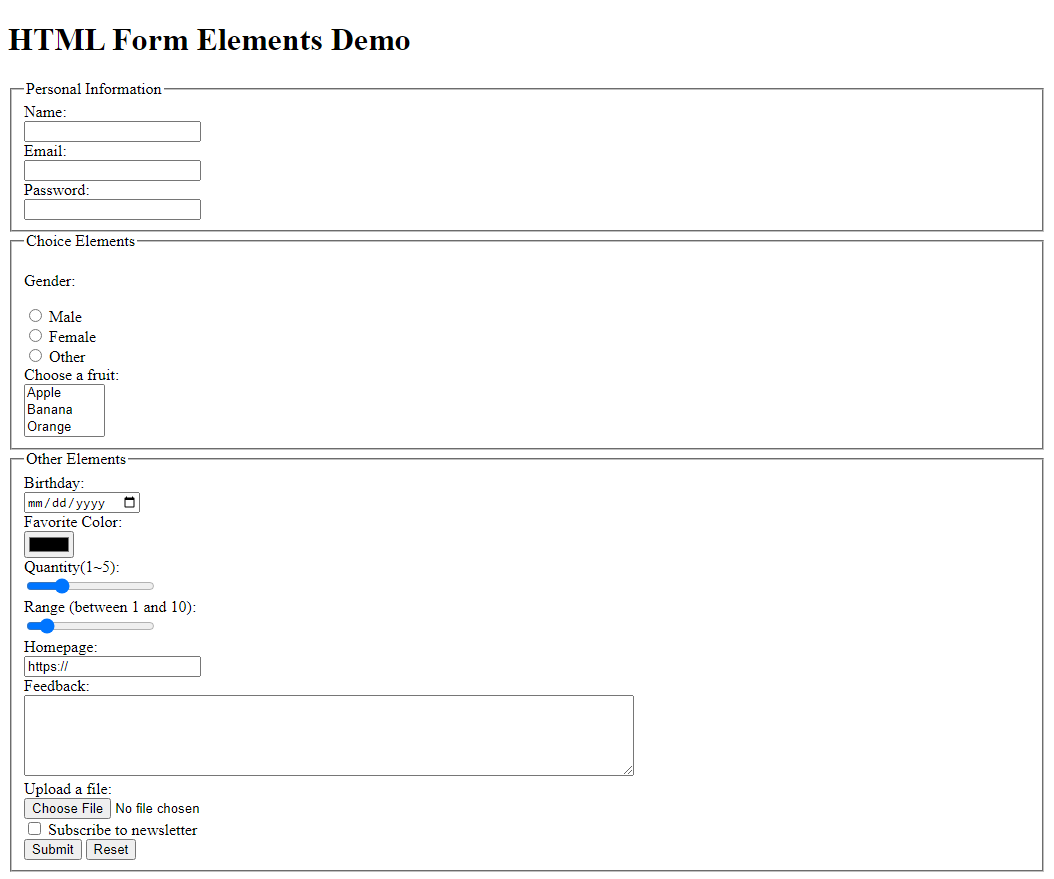 HTML Form Elements Demo
Personal Information
Name:
Email:
Password:
Choice Elements
Gender:
Male
Female
Other
Choose a fruit:
Apple
Banana
Orange
Other Elements
Birthday:
mm/dd/yyyy
Favorite Color:
Quantity(1~5):
Range (between 1 and 10):
Homepage:
https://
Feedback:
Upload a file:
Choose File No file chosen
Subscribe to newsletter
Submit Reset